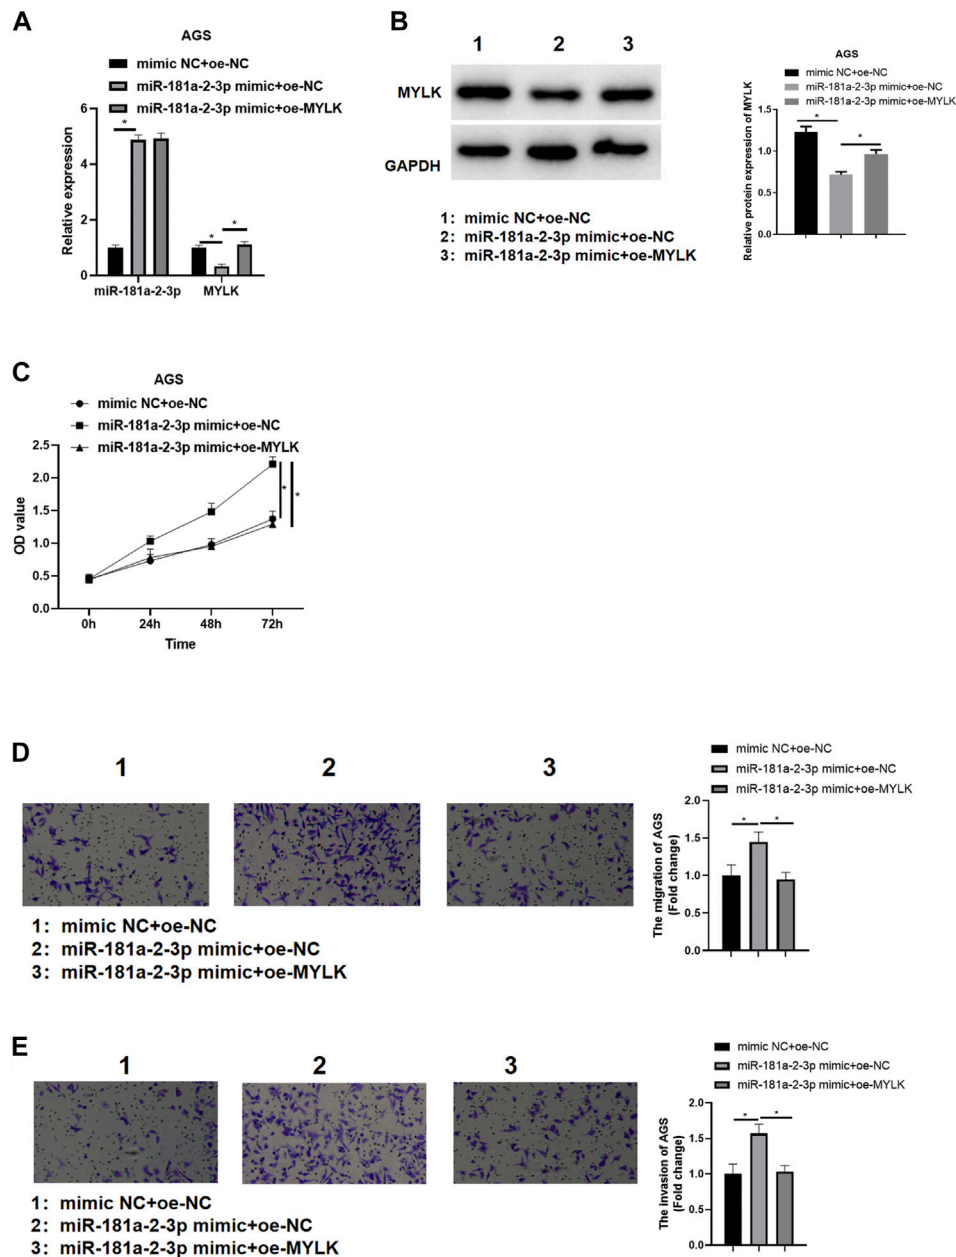 A
AGS
mimic NC+oe-NC
miR-181a-2-3p mimic+oe-NC
miR-181a-2-3p mimic+oe-MYLK
Relative expression
6
4
2
0
*
*
*
miR-181a-2-3p
MYLK
B
1 2 3
MYLK
GAPDH
1: mimic NC+oe-NC
2: miR-181a-2-3p mimic+oe-NC
3: miR-181a-2-3p mimic+oe-MYLK
AGS
mimic NC+oe-NC
miR-181a-2-3p mimic+oe-NC
miR-181a-2-3p mimic+oe-MYLK
Relative protein expression of MYLK
1.5
1.0
0.5
0.0
*
*
C
AGS
mimic NC+oe-NC
miR-181a-2-3p mimic+oe-NC
miR-181a-2-3p mimic+oe-MYLK
OD value
2.5
2.0
1.5
1.0
0.5
0.0
*
*
0h 24h 48h 72h
Time
D
1 2 3
1: mimic NC+oe-NC
2: miR-181a-2-3p mimic+oe-NC
3: miR-181a-2-3p mimic+oe-MYLK
mimic NC+oe-NC
miR-181a-2-3p mimic+oe-NC
miR-181a-2-3p mimic+oe-MYLK
The migration of AGS
(Fold change)
2.0
1.5
1.0
0.5
0.0
*
*
E
1 2 3
1: mimic NC+oe-NC
2: miR-181a-2-3p mimic+oe-NC
3: miR-181a-2-3p mimic+oe-MYLK
mimic NC+oe-NC
miR-181a-2-3p mimic+oe-NC
miR-181a-2-3p mimic+oe-MYLK
The invasion of AGS
(Fold change)
2.0
1.5
1.0
0.5
0.0
*
*